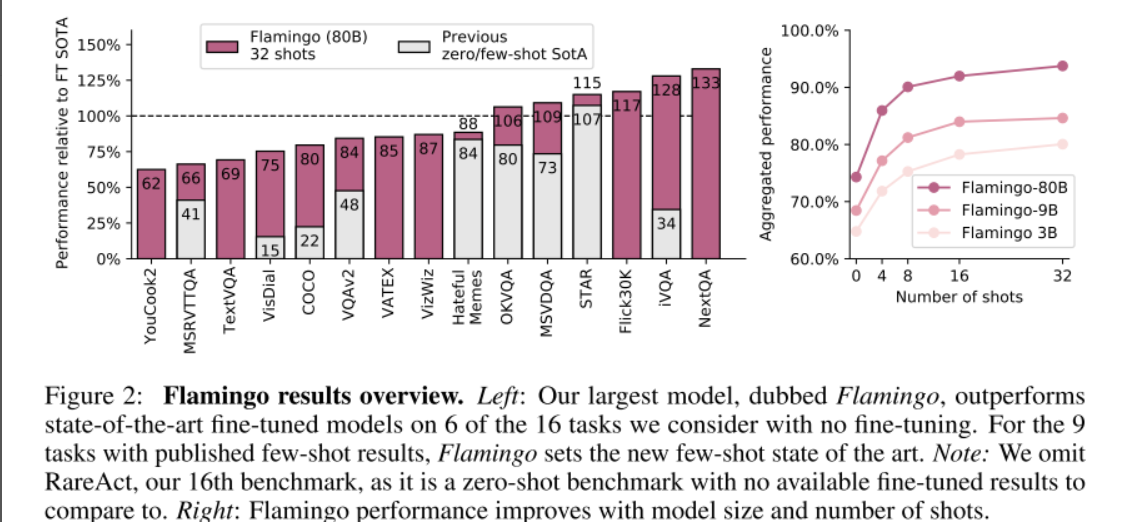 Performance relative to FT SOTA
150%
125%
100%
75%
50%
25%
0%
Flamingo (80B)
32 shots
Previous
zero/few-shot SotA
62
66
41
69
75
15
80
22
84
48
85
87
88
84
106
80
109
73
115
107
117
128
34
133
YouCook2
MSRVTTQA
TextVQA
VisDial
COCO
VQAv2
VATEX
VizWiz
Hateful
Memes
OKVQA
MSVDQA
STAR
Flick30K
iVQA
NextQA
Aggregated performance
100.0%
90.0%
80.0%
70.0%
60.0%
Flamingo-80B
Flamingo-9B
Flamingo 3B
0 4 8 16 32
Number of shots
Figure 2: Flamingo results overview. Left: Our largest model, dubbed Flamingo, outperforms
state-of-the-art fine-tuned models on 6 of the 16 tasks we consider with no fine-tuning. For the 9
tasks with published few-shot results, Flamingo sets the new few-shot state of the art. Note: We omit
RareAct, our 16th benchmark, as it is a zero-shot benchmark with no available fine-tuned results to
compare to. Right: Flamingo performance improves with model size and number of shots.